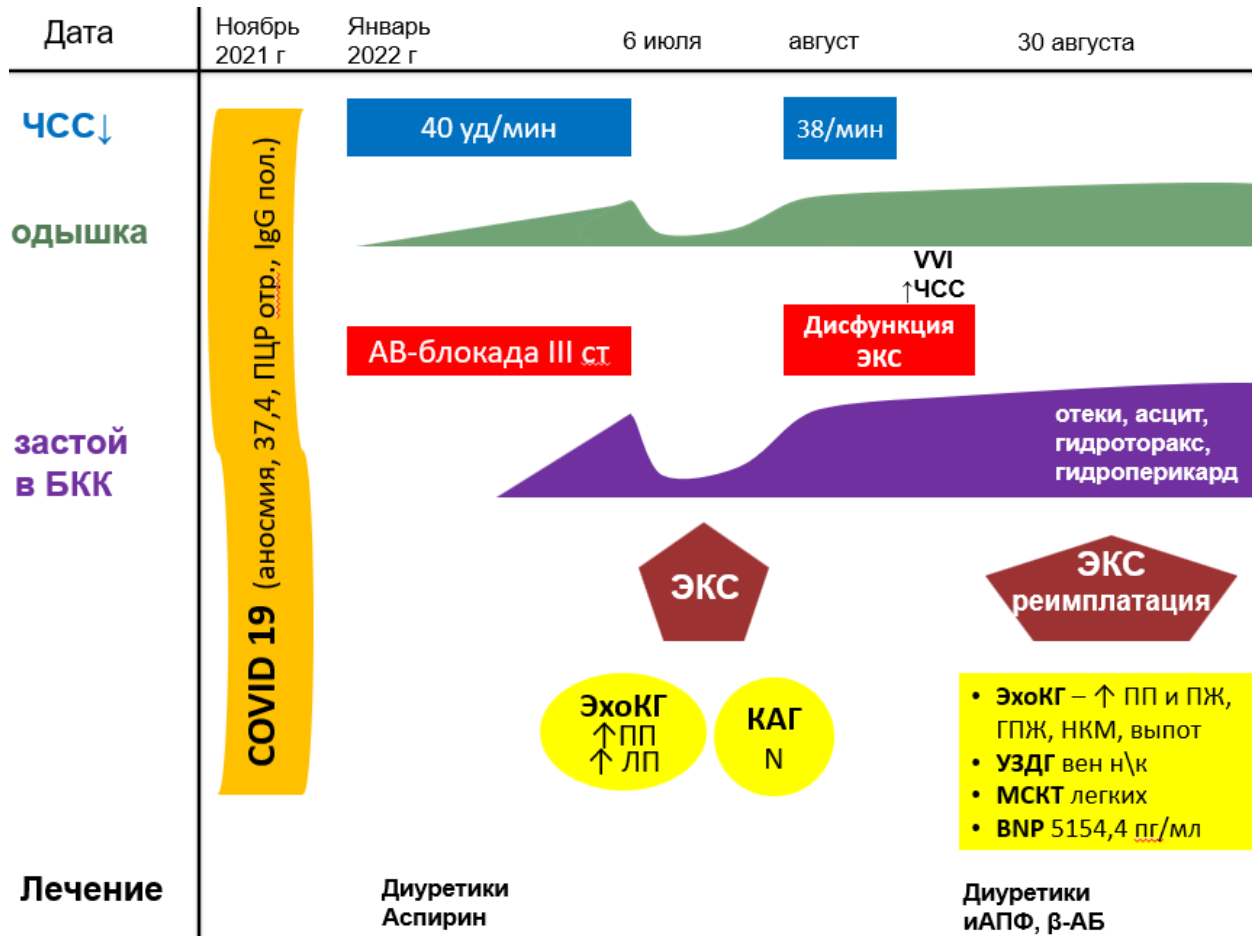 Дата
Ноябрь
2021 г
Январь
2022 г
6 июля
август
30 августа
ЧСС↓
40 уд/мин
38/мин
COVID 19 (аносмия, 37,4, ПЦР отр., IgG пол.)
одышка
VVI
↑ЧСС
АВ-блокада III ст
Дисфункция
ЭКС
застой
в БКК
отеки, асцит,
гидроторакс,
гидроперикард
ЭКС
ЭКС
реимплатация
ЭхоКГ
↑ПП
↑ ЛП
КАГ
N
• ЭхоКГ – ↑ ПП и ПЖ,
ГПЖ, НКМ, выпот
• УЗДГ вен н\к
• МСКТ легких
• BNP 5154,4 пг/мл
Лечение
Диуретики
Аспирин
Диуретики
иАПФ, β-АБ